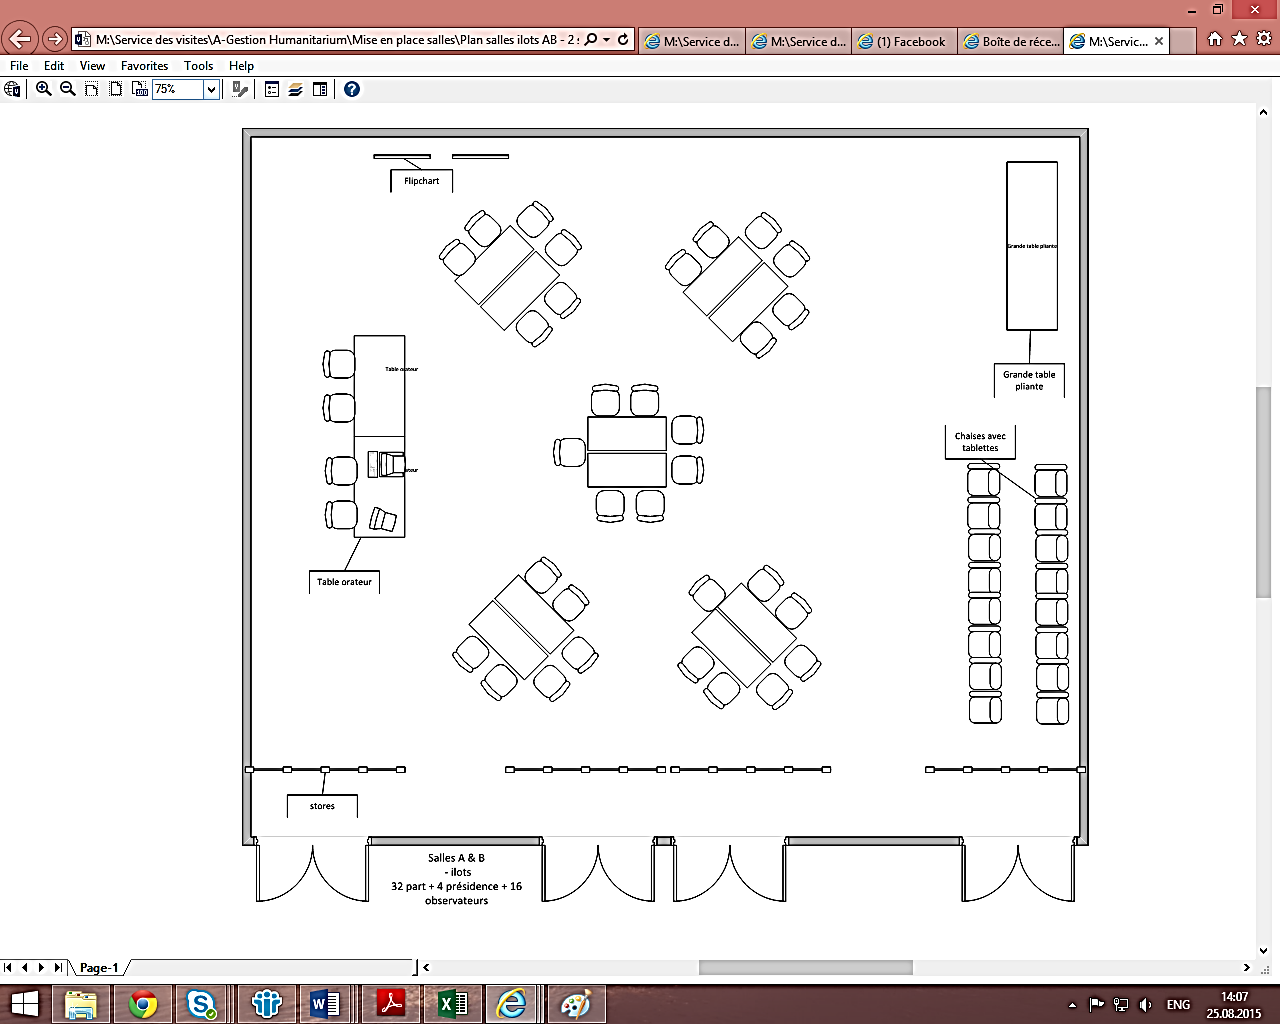 M:\Service des visites\A-Gestion Humanitarium\Mise en place salles\Plan salles ilots AB - 2 s
M:\Service d...
M:\Service d...
(1) Facebook
Boîte de réce...
M:\Servic...
File Edit View Favorites Tools Help
75%
Flipchart
Grande table pliante
Table orateur
Grande table
pliante
Chaises avec
tablettes
ateur
Table orateur
stores
Salles A & B
- ilots
32 part + 4 présidence + 16
observateurs
Page-1
ENG
14:07
25.08.2015